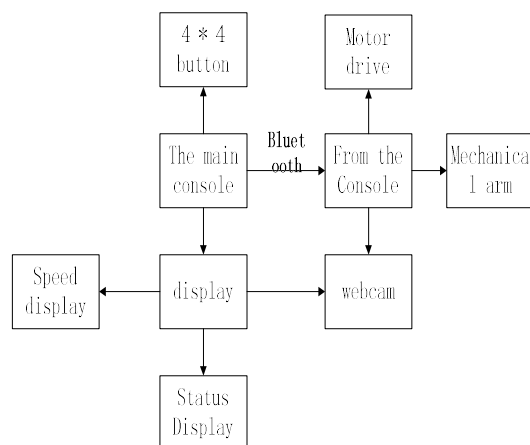 4 * 4
button
Motor
drive
Bluet
ooth
The main
console
From the
Console
Mechanica
l arm
Speed
display
display
webcam
Status
Display